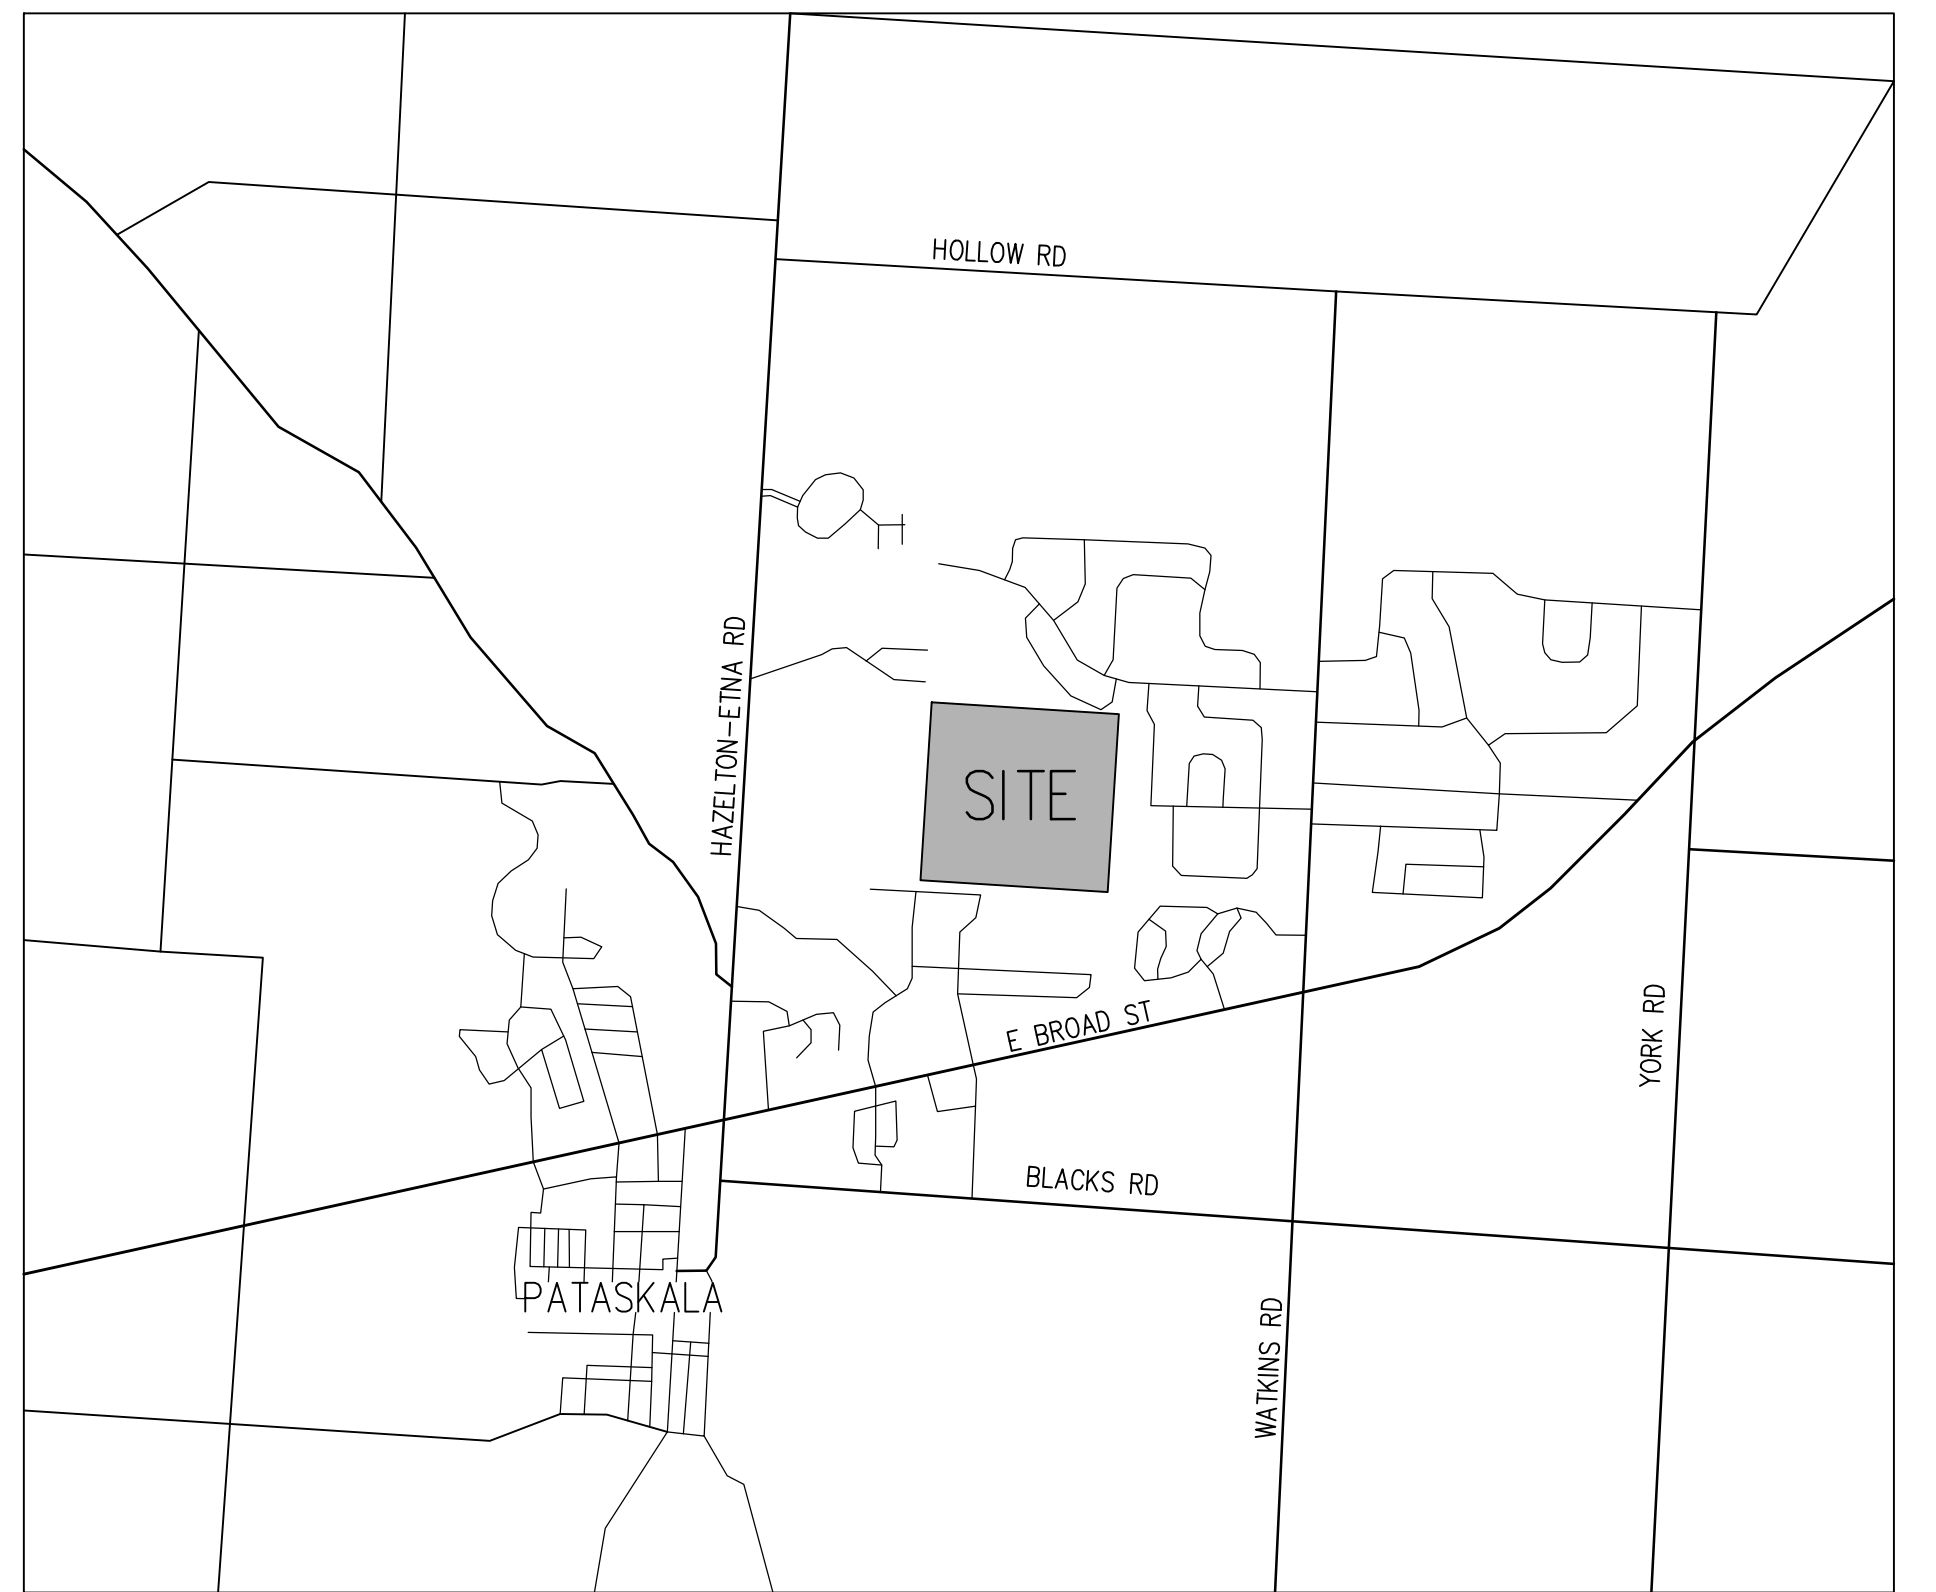 HOLLOW RD
HAZELTON-ETNA RD
SITE
E BROAD ST
YORK RD
BLACKS RD
PATASKALA
WATKINS RD